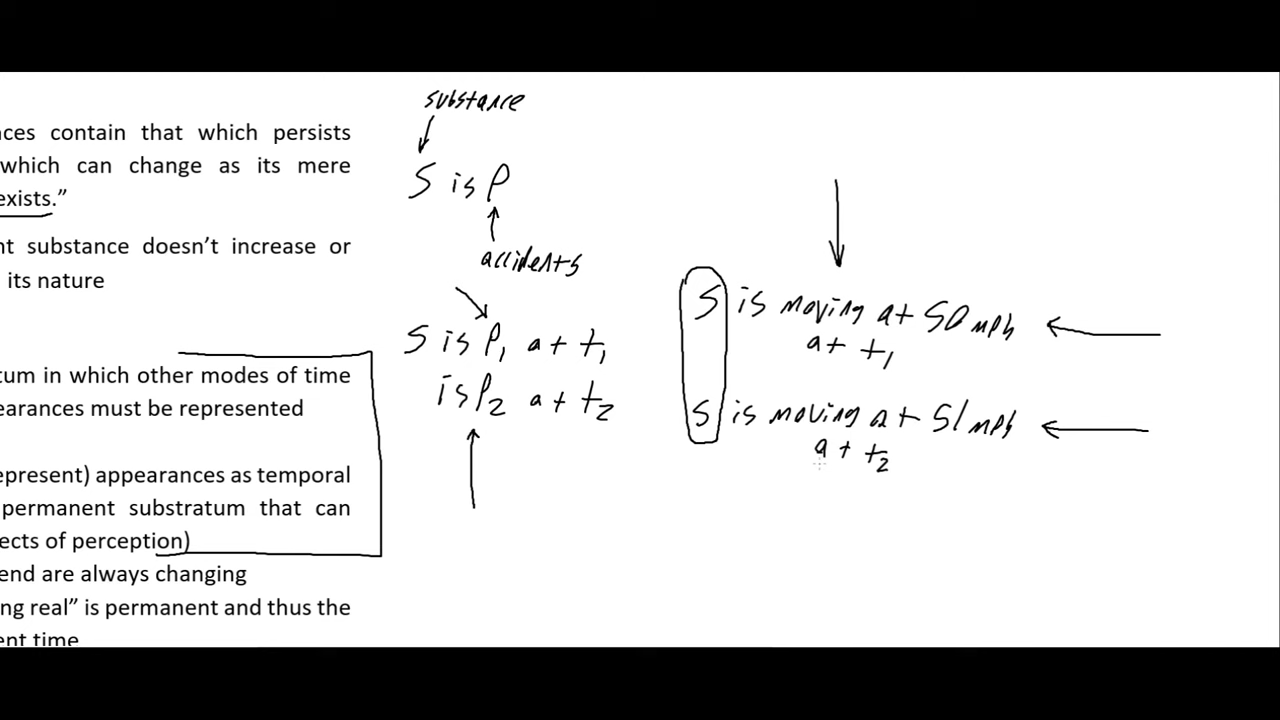 nces contain that which persists
which can change as its mere
exists.”
nt substance doesn’t increase or
its nature
tum in which other modes of time
earances must be represented
epresent) appearances as temporal
permanent substratum that can
ects of perception)
end are always changing
ng real” is permanent and thus the
ent time
substance
S is P
accidents
S is P₁ at t₁
is P₂ at t₂
S is moving at 50 mph
at t₁
S is moving at 51 mph
at t₂